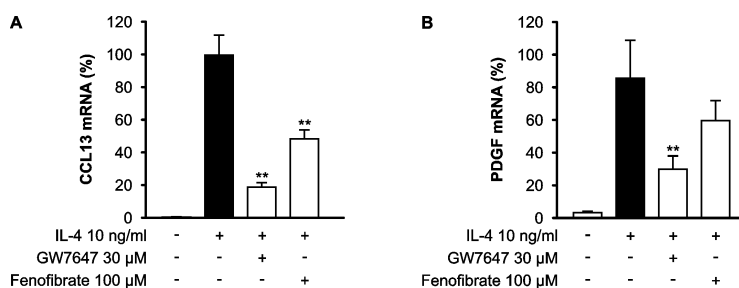 A
CCL13 mRNA (%)
120
100
80
60
40
20
0
**
**
IL-4 10 ng/ml - + + +
GW7647 30 µM - - + -
Fenofibrate 100 µM - - - +
B
PDGF mRNA (%)
120
100
80
60
40
20
0
**
IL-4 10 ng/ml - + + +
GW7647 30 µM - - + -
Fenofibrate 100 µM - - - +